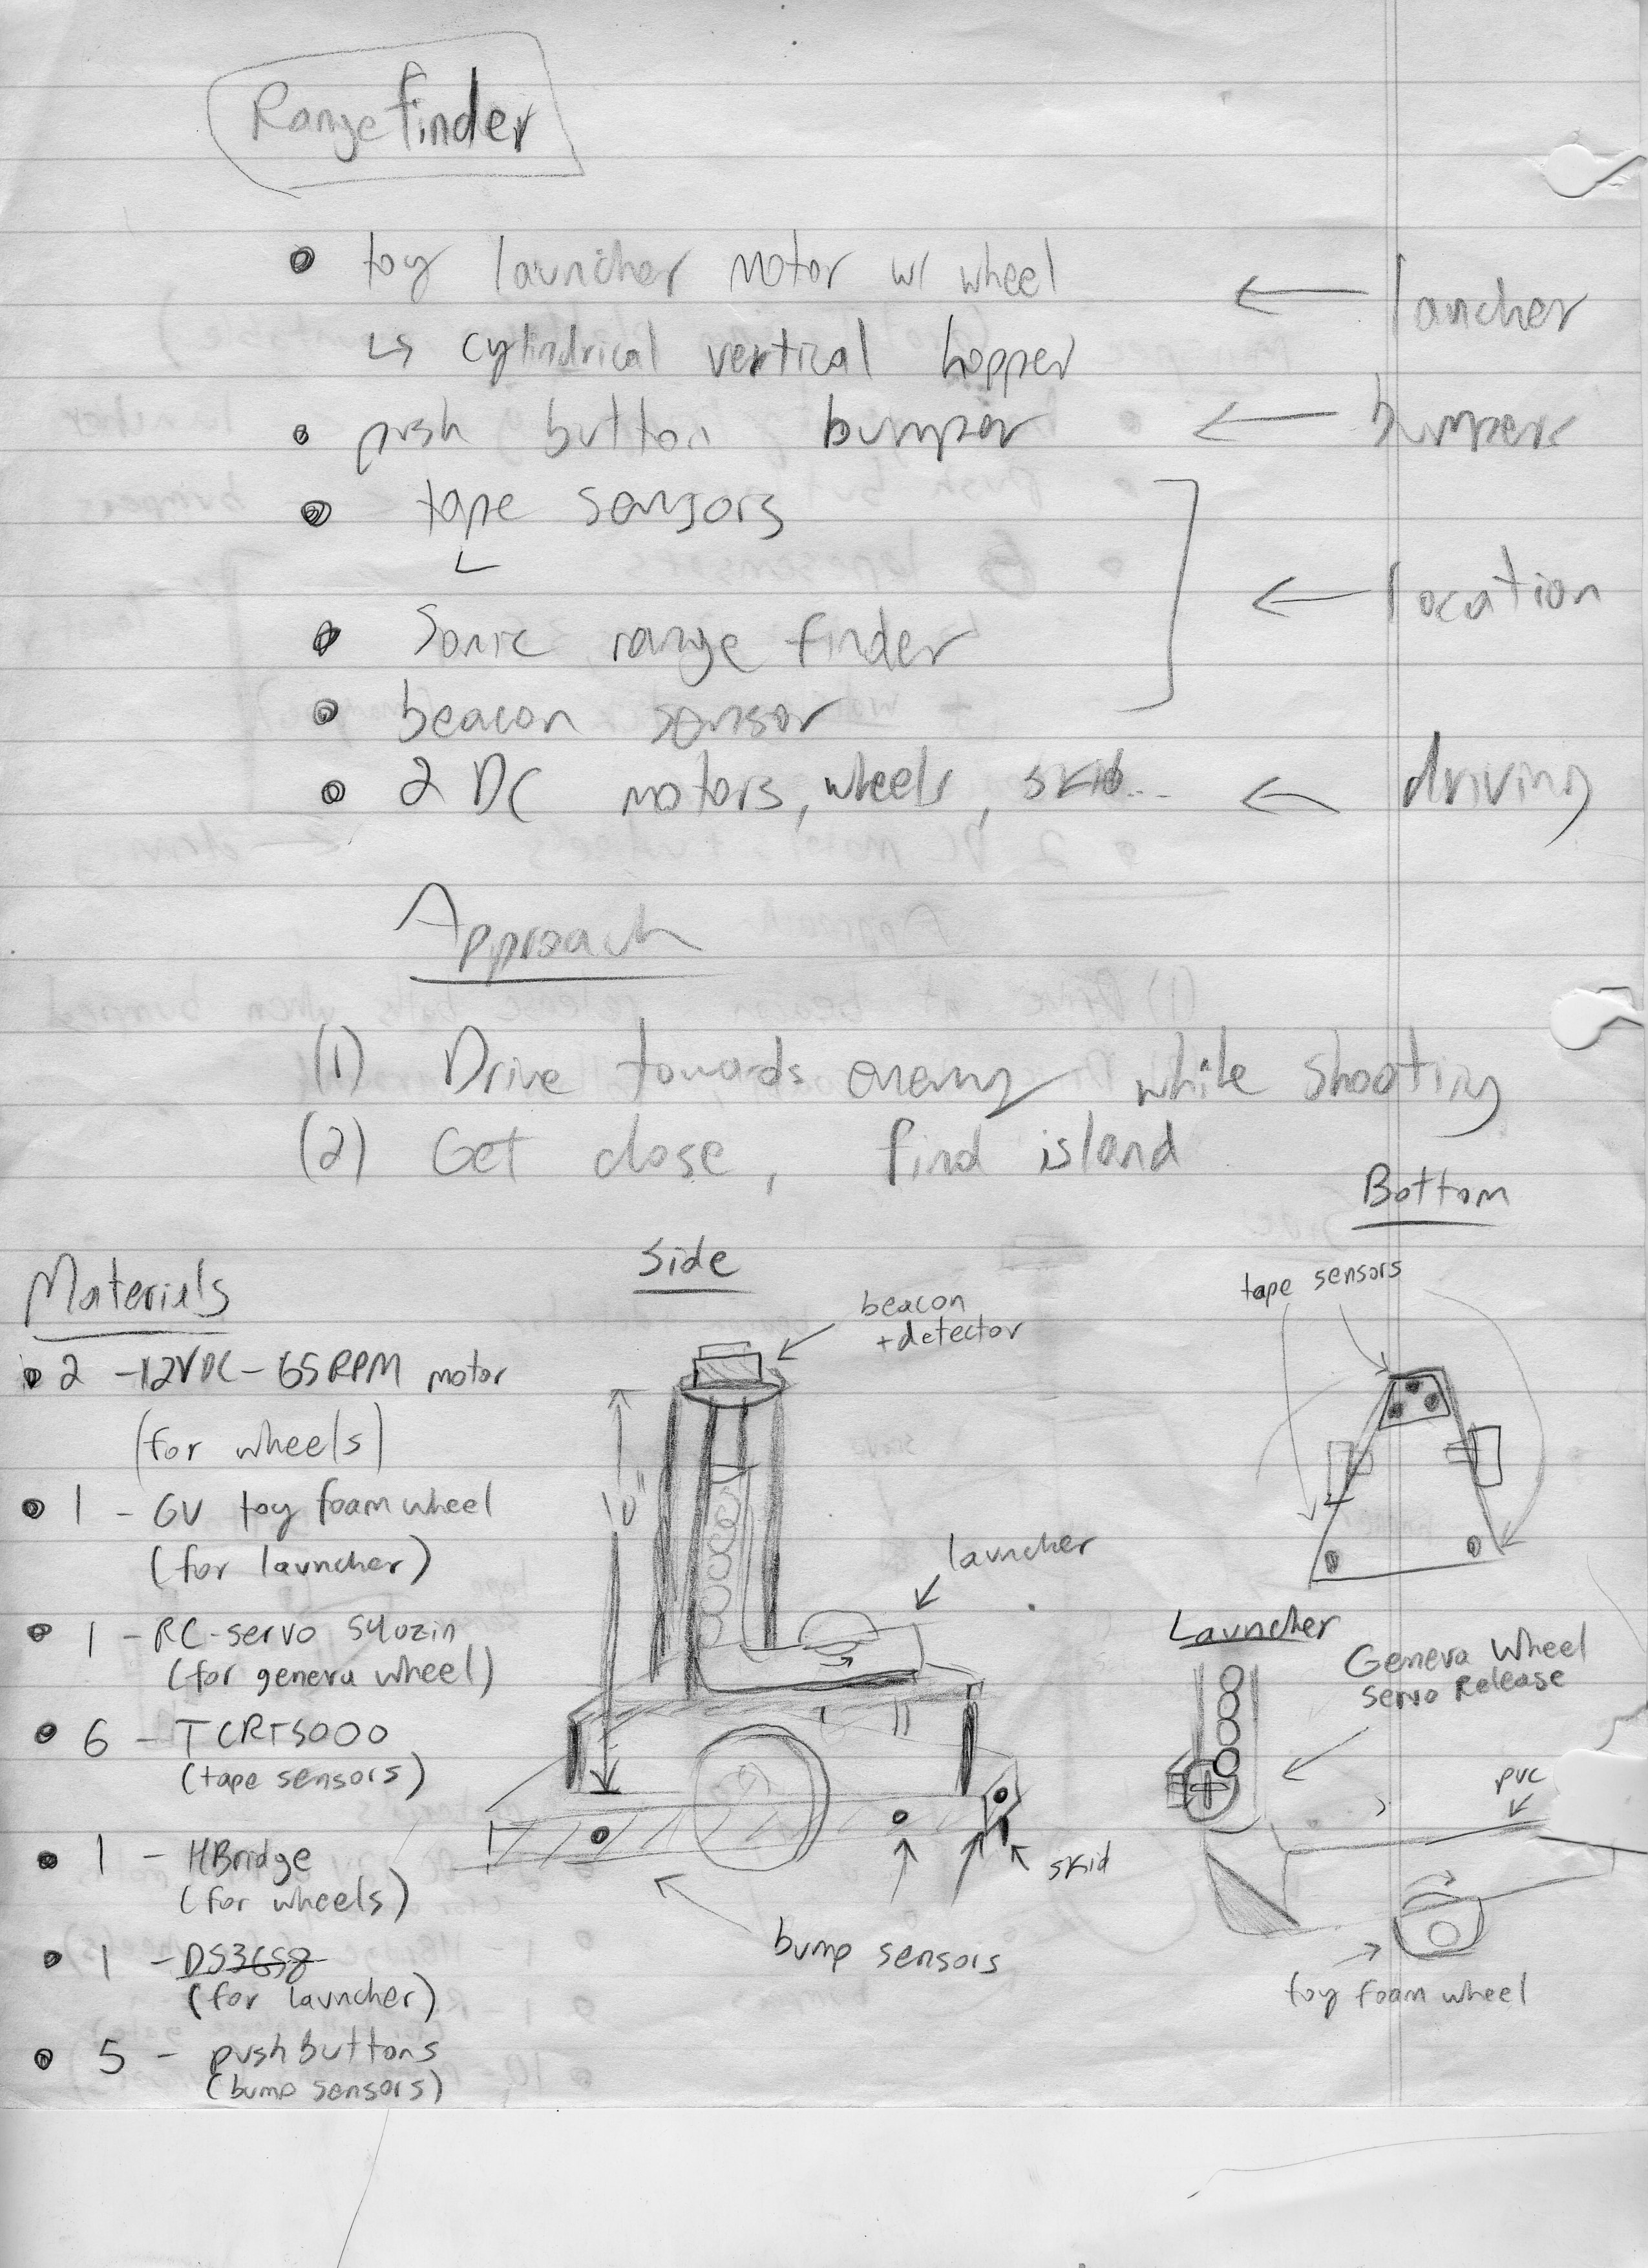 Rangefinder
toy launcher motor w/ wheel ← lancher
↳ cylindrical vertical hopper
push button bumper ← bumpers
tape sensors
Sonic range finder ← location
beacon sensor
2 DC motors, wheels, skid... ← driving
Approach
(1) Drive towards enemy while shooting
(2) Get close, find island
Materials
2 - 12VDC - 65RPM motor
(for wheels)
1 - 6V toy foam wheel
(for launcher)
1 - RC-servo
(for geneva wheel)
6 - TCRT5000
(tape sensors)
1 - HBridge
(for wheels)
1 - DS3658
(for launcher)
5 - push buttons
(bump sensors)
Side
beacon
+detector
10"
launcher
skid
bump sensors
Bottom
tape sensors
Launcher
Geneva Wheel
Servo Release
PVC
toy foam wheel